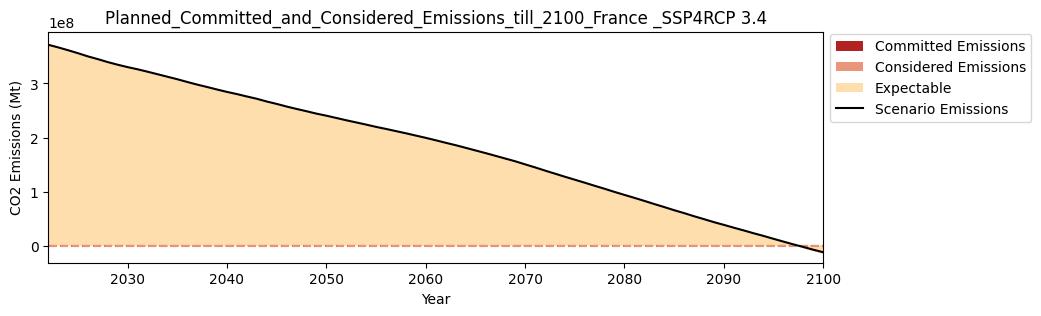 Planned_Committed_and_Considered_Emissions_till_2100_France _SSP4RCP 3.4
1e8
CO2 Emissions (Mt)
3
2
1
0
2030 2040 2050 2060 2070 2080 2090 2100
Year
Committed Emissions
Considered Emissions
Expectable
Scenario Emissions